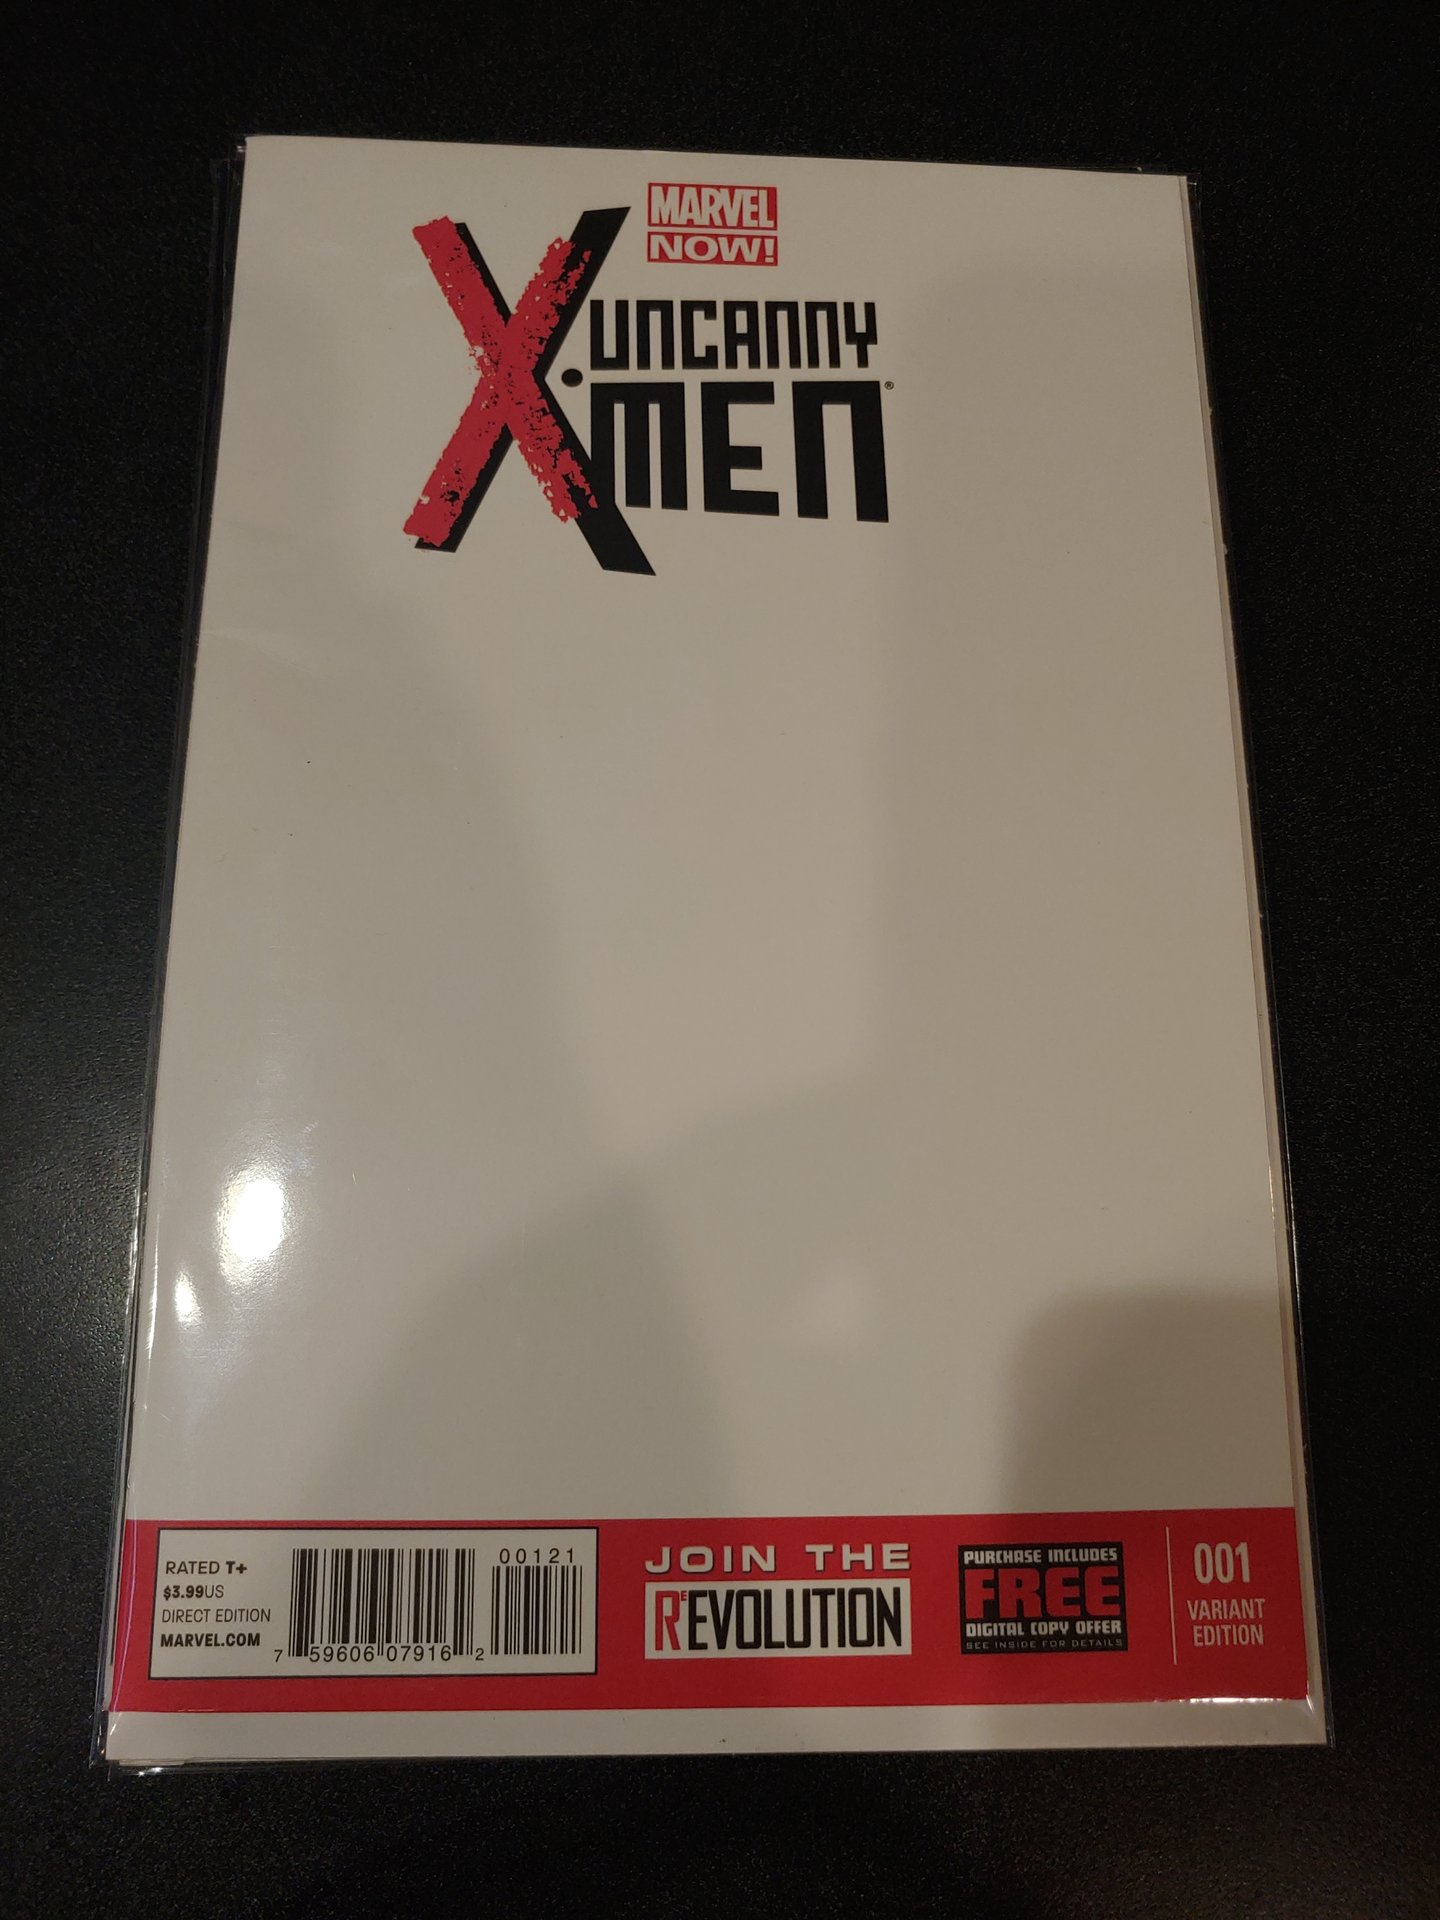 MARVEL
NOW!
UNCANNY
X·MEN®
RATED T+
$3.99US
DIRECT EDITION
MARVEL.COM
00121
7 59606 07916 2
JOIN THE
REEVOLUTION
PURCHASE INCLUDES
FREE
DIGITAL COPY OFFER
SEE INSIDE FOR DETAILS
001
VARIANT
EDITION